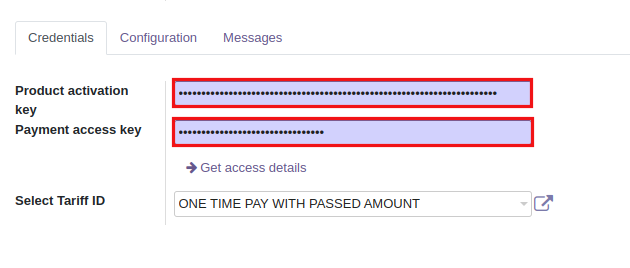 Credentials
Configuration
Messages
Product activation
key
Payment access key
Get access details
Select Tariff ID
ONE TIME PAY WITH PASSED AMOUNT